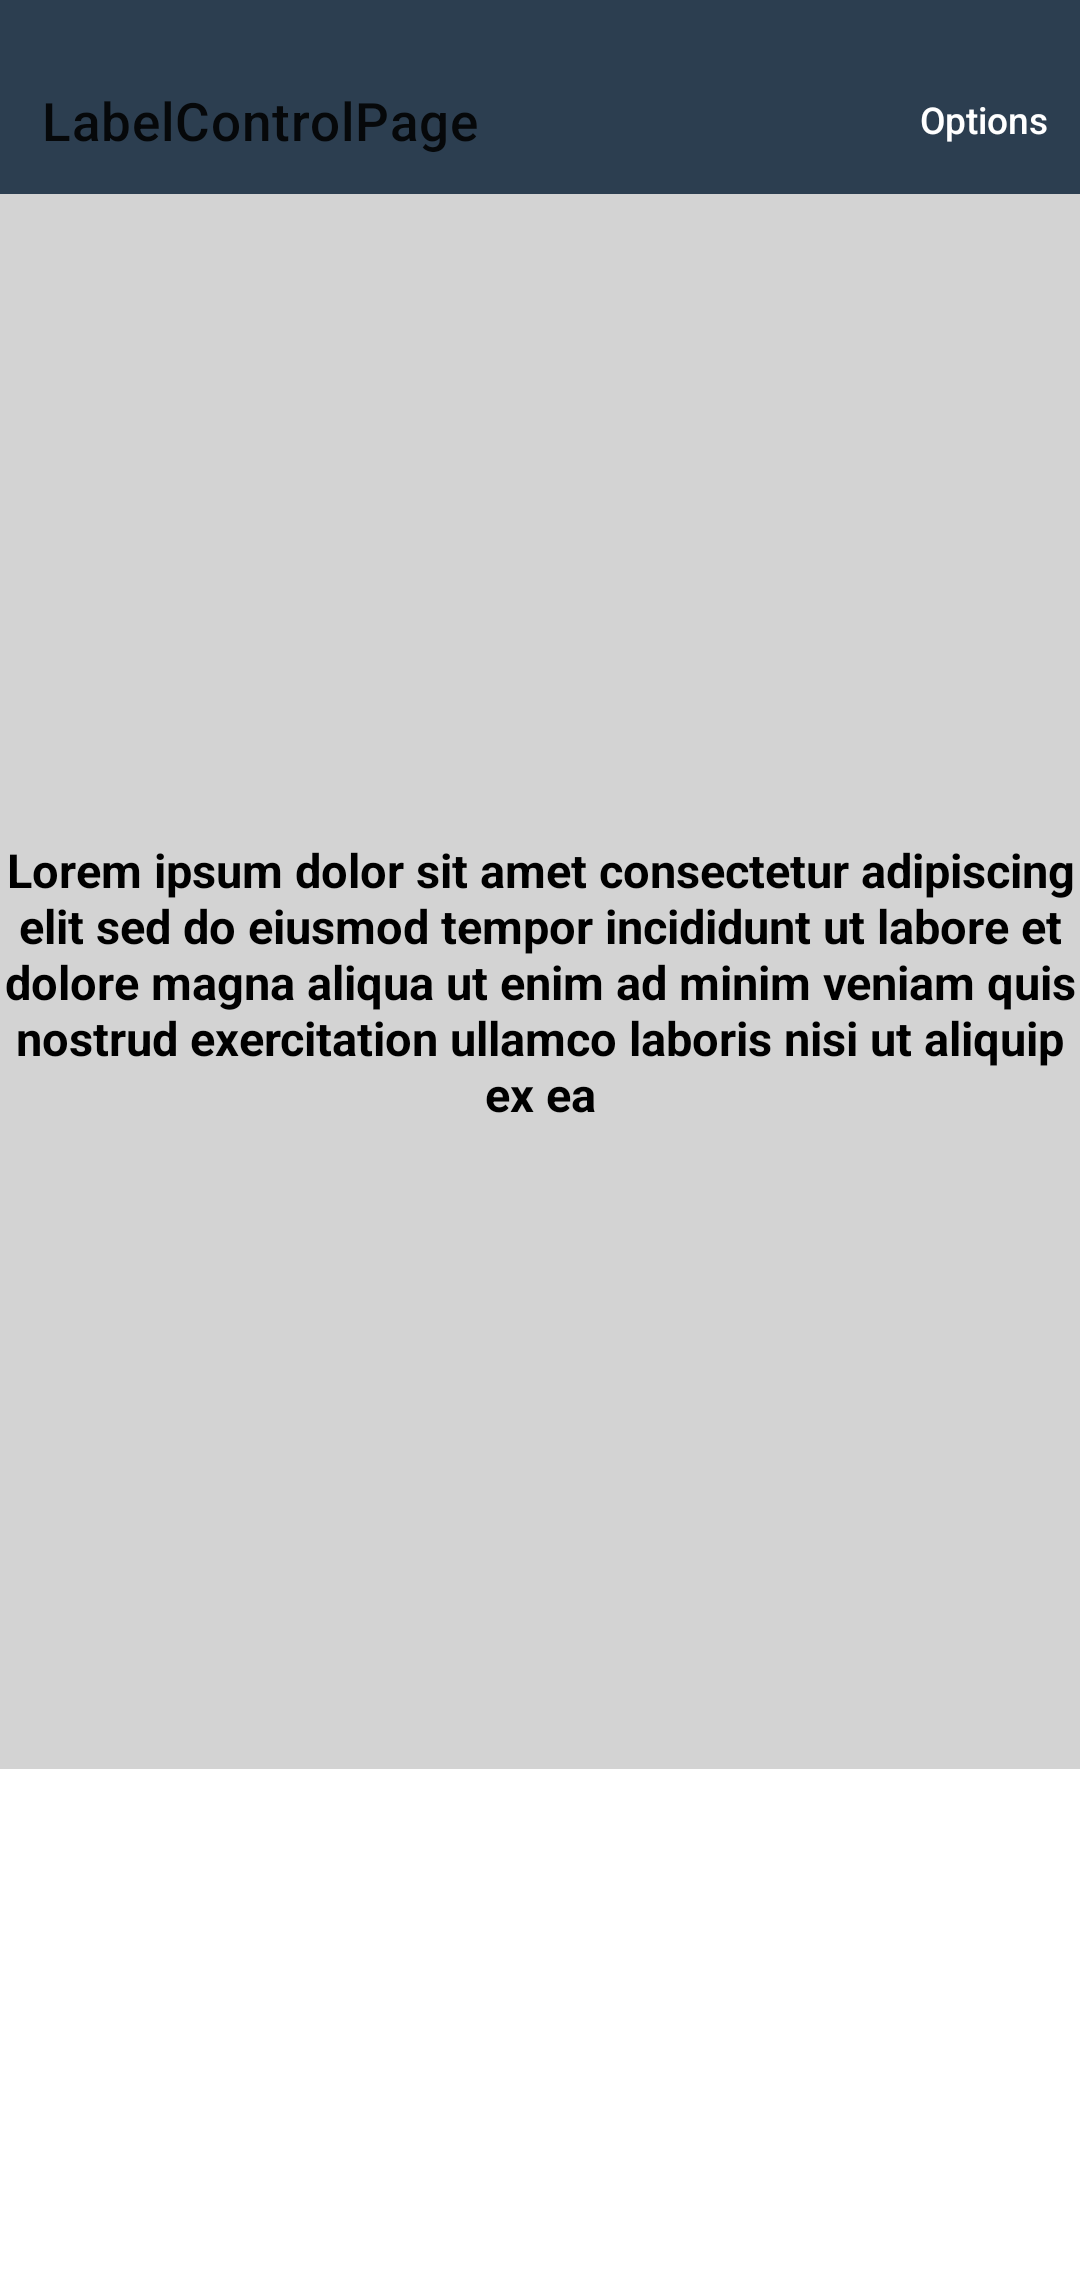 LabelControlPage
Options
Lorem ipsum dolor sit amet consectetur adipiscing
elit sed do eiusmod tempor incididunt ut labore et
dolore magna aliqua ut enim ad minim veniam quis
nostrud exercitation ullamco laboris nisi ut aliquip
ex ea